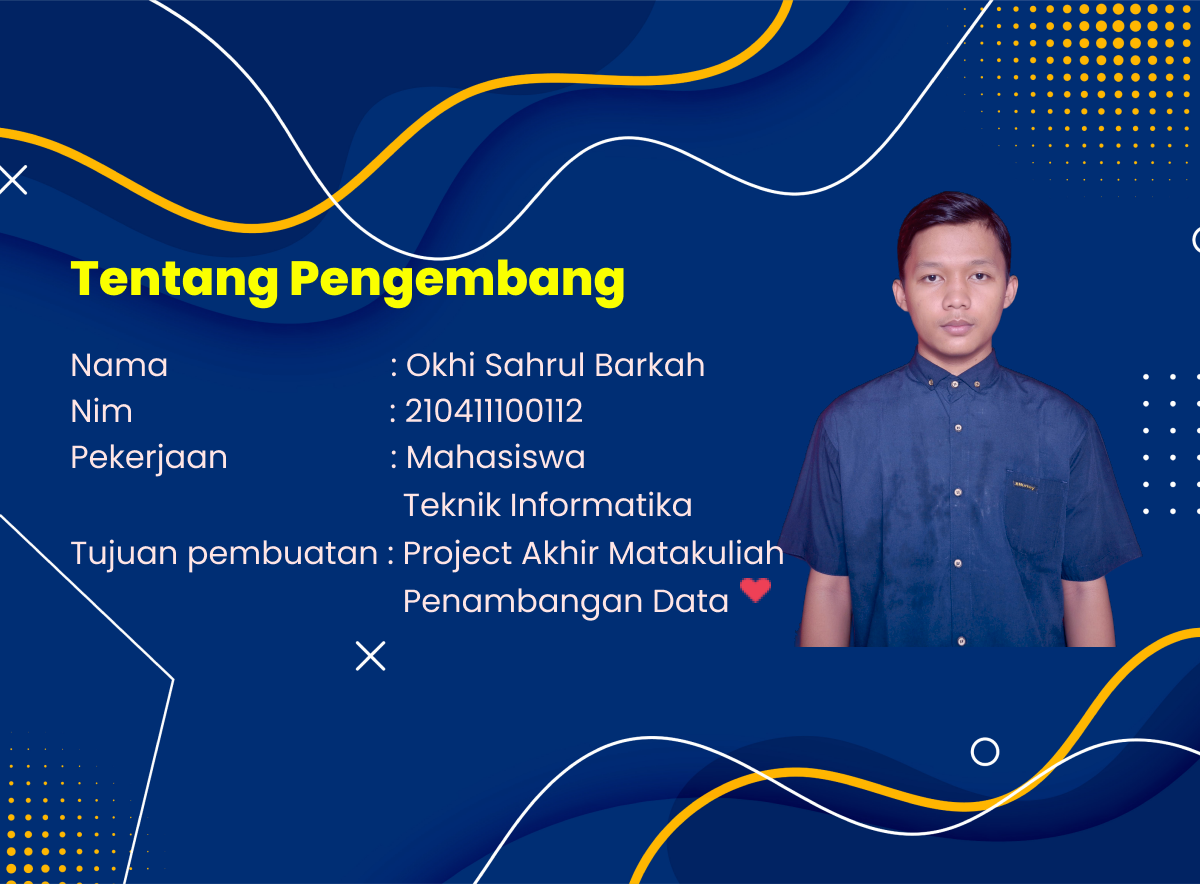 Tentang Pengembang
Nama : Okhi Sahrul Barkah
Nim : 210411100112
Pekerjaan : Mahasiswa
Teknik Informatika
Tujuan pembuatan : Project Akhir Matakuliah
Penambangan Data